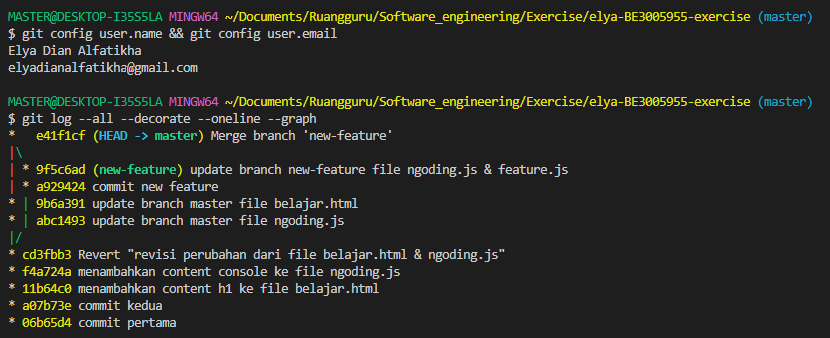 MASTER@DESKTOP-I35S5LA MINGW64 ~/Documents/Ruangguru/Software_engineering/Exercise/elya-BE3005955-exercise (master)
$ git config user.name && git config user.email
Elya Dian Alfatikha
elyadianalfatikha@gmail.com
MASTER@DESKTOP-I35S5LA MINGW64 ~/Documents/Ruangguru/Software_engineering/Exercise/elya-BE3005955-exercise (master)
$ git log --all --decorate --oneline --graph
*   e41f1cf (HEAD -> master) Merge branch 'new-feature'
|\
| * 9f5c6ad (new-feature) update branch new-feature file ngoding.js & feature.js
| * a929424 commit new feature
* | 9b6a391 update branch master file belajar.html
* | abc1493 update branch master file ngoding.js
|/
* cd3fbb3 Revert "revisi perubahan dari file belajar.html & ngoding.js"
* f4a724a menambahkan content console ke file ngoding.js
* 11b64c0 menambahkan content h1 ke file belajar.html
* a07b73e commit kedua
* 06b65d4 commit pertama